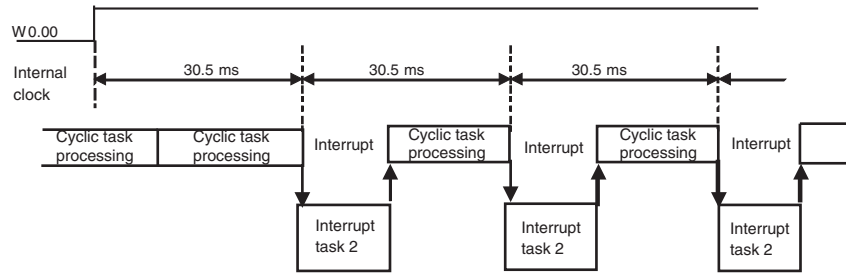 W0.00
Internal
clock
30.5 ms
30.5 ms
30.5 ms
Cyclic task
processing
Cyclic task
processing
Interrupt
Cyclic task
processing
Interrupt
Cyclic task
processing
Interrupt
Interrupt
task 2
Interrupt
task 2
Interrupt
task 2